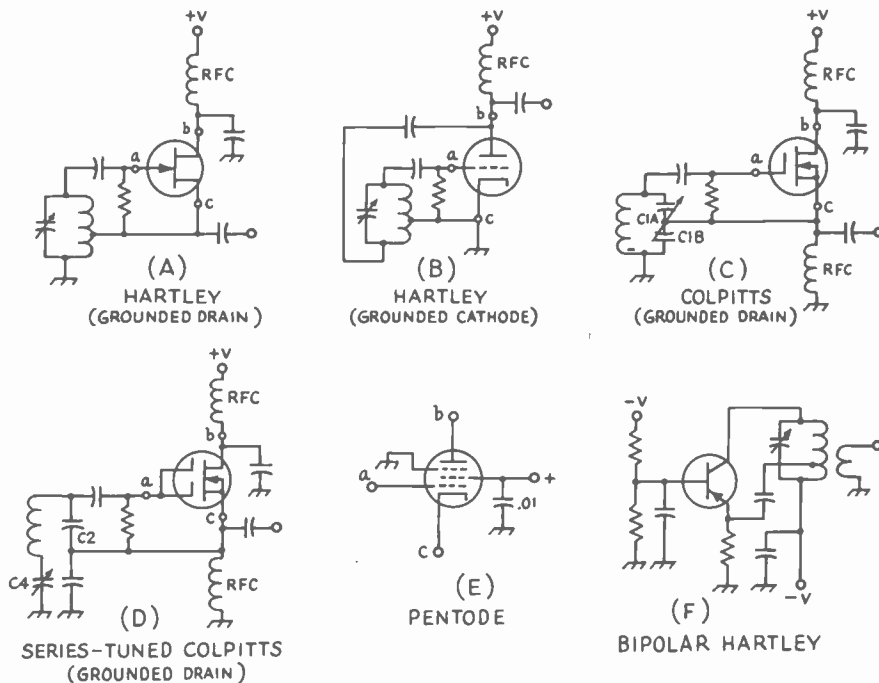 +V
RFC
b
a
c
(A)
HARTLEY
(GROUNDED DRAIN)
+V
RFC
b
a
c
(B)
HARTLEY
(GROUNDED CATHODE)
+V
RFC
b
a
c
C1A
C1B
RFC
(C)
COLPITTS
(GROUNDED DRAIN)
+V
RFC
b
a
C2
c
C4
RFC
(D)
SERIES-TUNED COLPITTS
(GROUNDED DRAIN)
b
a
+
.01
c
(E)
PENTODE
-V
-V
(F)
BIPOLAR HARTLEY